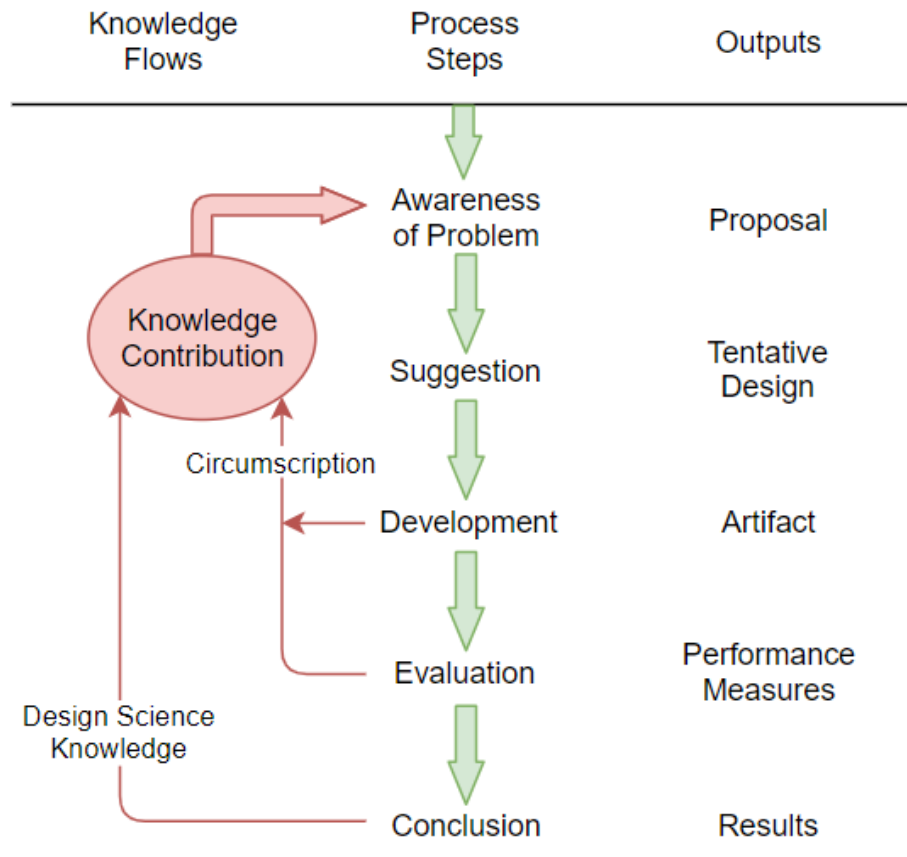 Knowledge
Flows
Process
Steps
Outputs
Awareness
of Problem
Proposal
Knowledge
Contribution
Suggestion
Tentative
Design
Circumscription
Development
Artifact
Evaluation
Performance
Measures
Design Science
Knowledge
Conclusion
Results